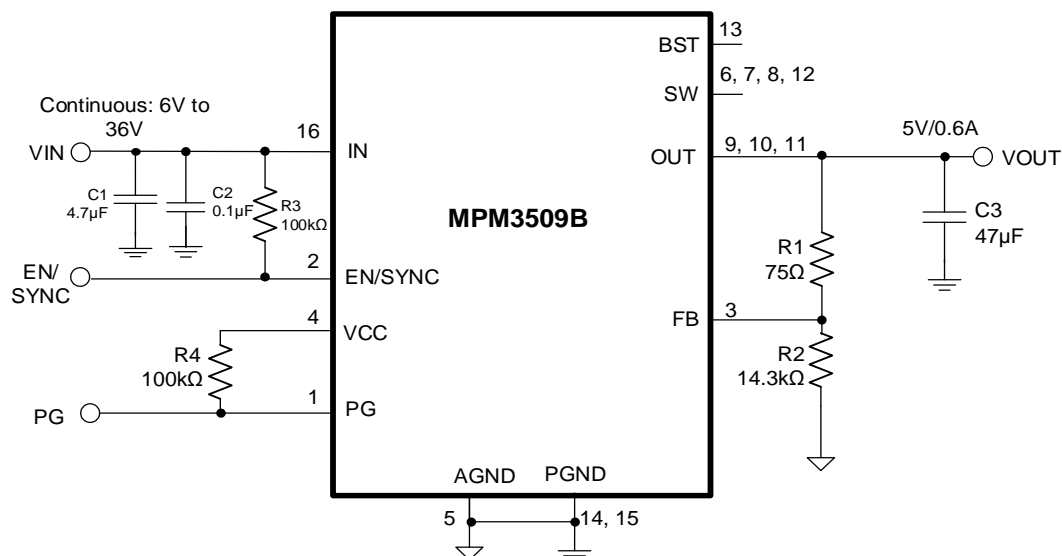 13
BST
6, 7, 8, 12
SW
Continuous: 6V to
36V
16
5V/0.6A
VIN
IN
OUT
9, 10, 11
VOUT
C1
4.7µF
C2
0.1µF
R3
100kΩ
MPM3509B
C3
47µF
R1
75Ω
EN/
SYNC
2
EN/SYNC
4
VCC
FB
3
R4
100kΩ
R2
14.3kΩ
PG
1
PG
AGND
PGND
5
14, 15